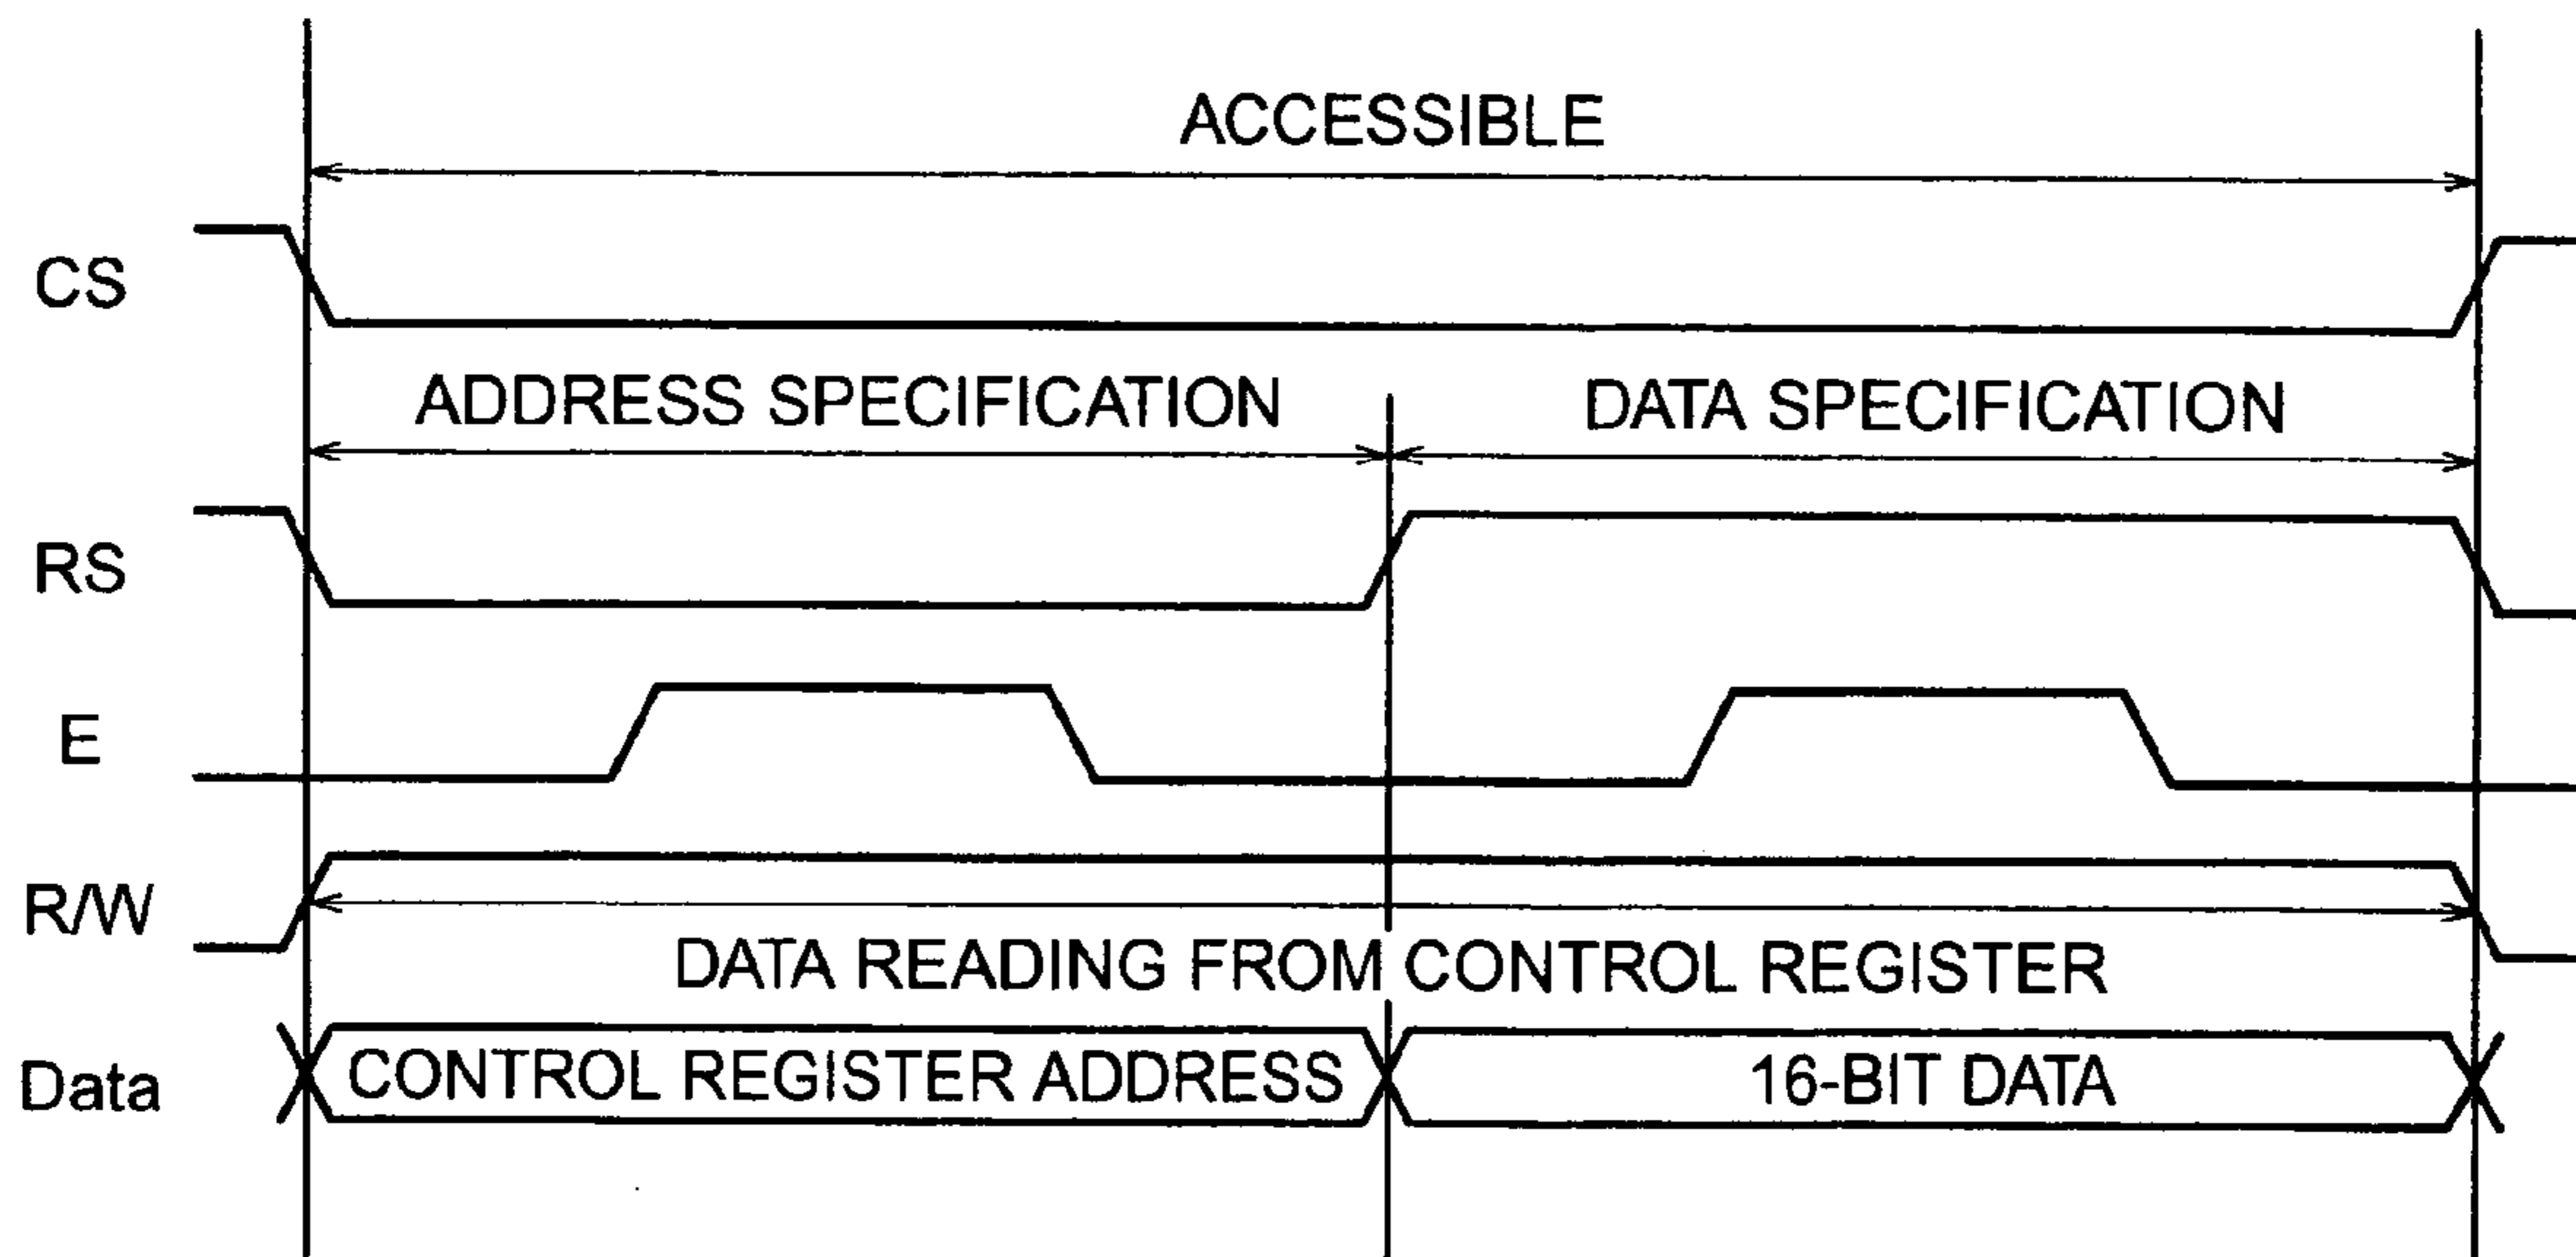 ACCESSIBLE
CS
ADDRESS SPECIFICATION
DATA SPECIFICATION
RS
E
R/W
DATA READING FROM CONTROL REGISTER
Data
CONTROL REGISTER ADDRESS
16-BIT DATA